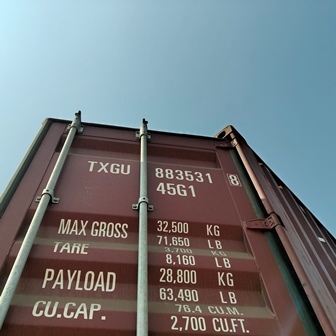 TXGU 883531 8
45G1
MAX GROSS 32,500 KG
71,650 LB
TARE 3,700 KG
8,160 LB
PAYLOAD 28,800 KG
63,490 LB
CU.CAP. 76.4 CU.M.
2,700 CU.FT.